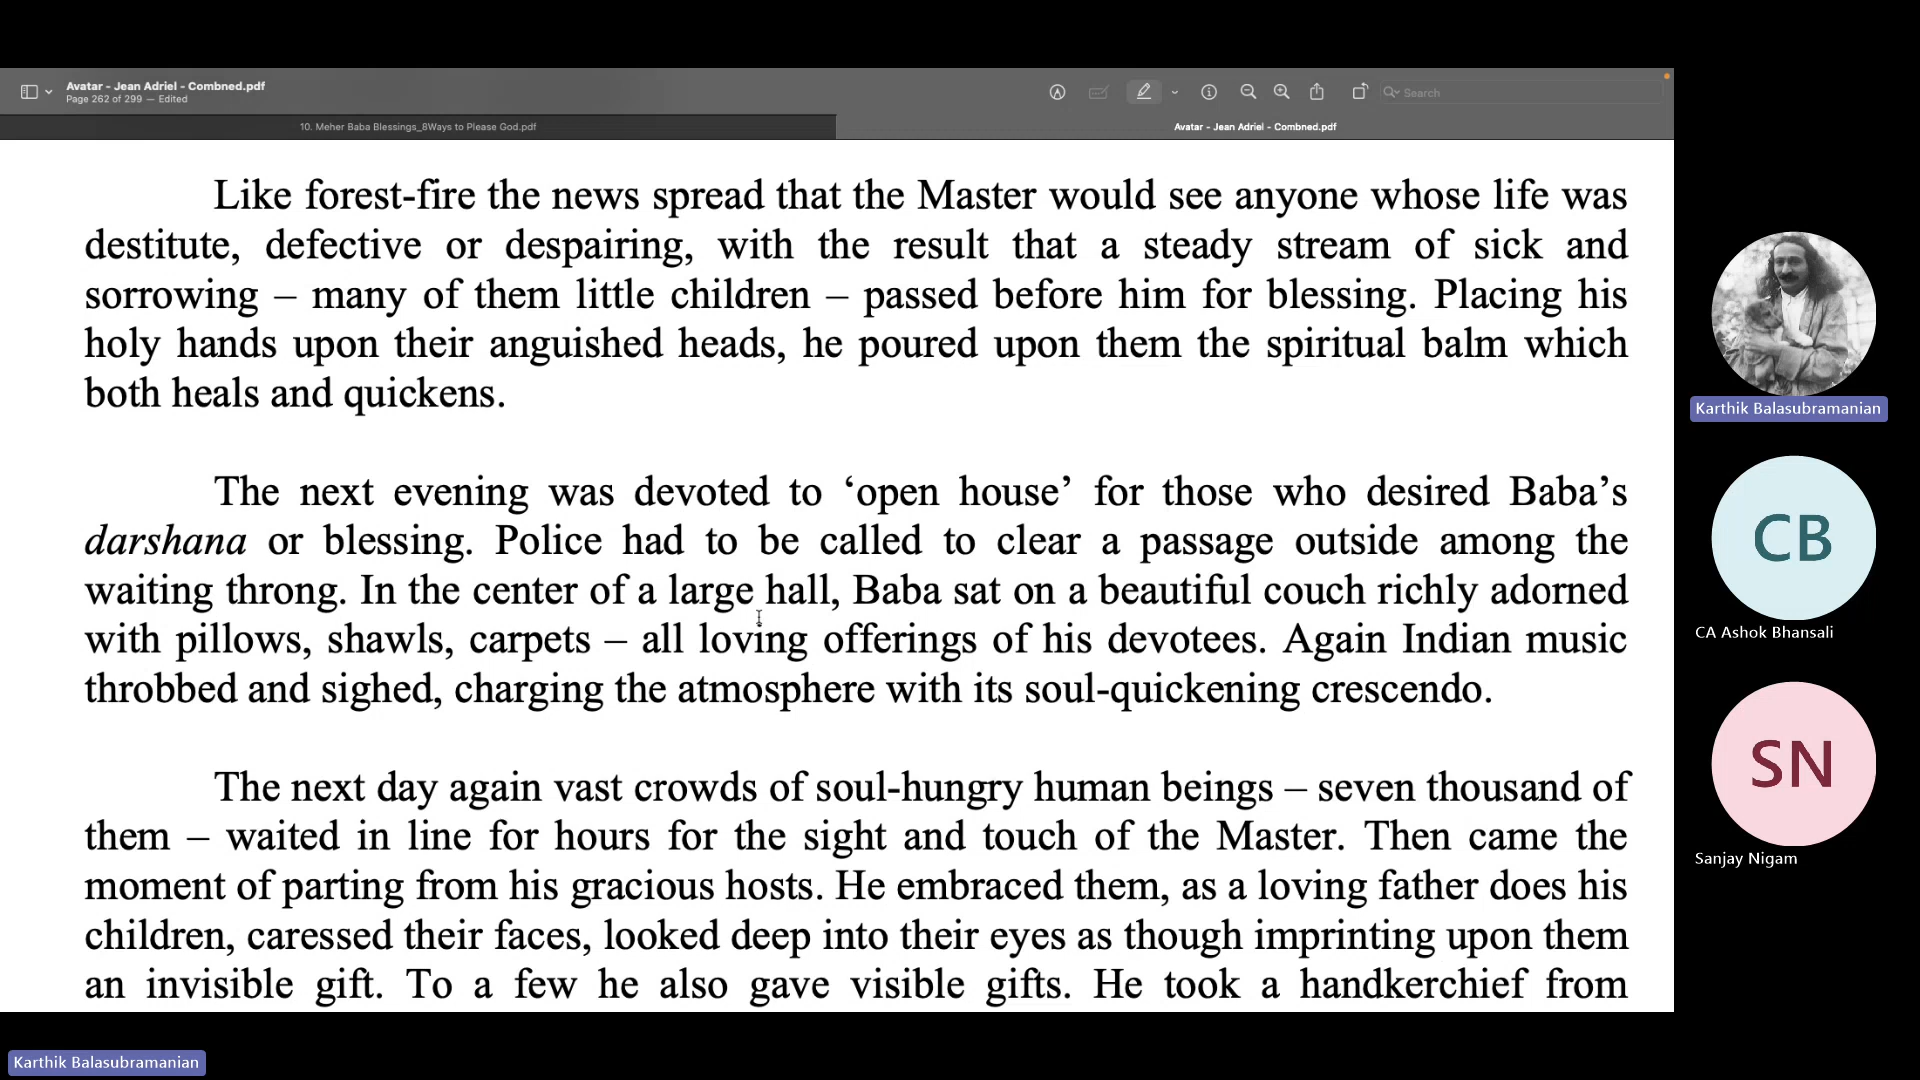 Avatar - Jean Adriel - Combned.pdf
Page 262 of 299 — Edited
Search
10. Meher Baba Blessings_8Ways to Please God.pdf
Avatar - Jean Adriel - Combned.pdf
Like forest-fire the news spread that the Master would see anyone whose life was
destitute, defective or despairing, with the result that a steady stream of sick and
sorrowing – many of them little children – passed before him for blessing. Placing his
holy hands upon their anguished heads, he poured upon them the spiritual balm which
both heals and quickens.
The next evening was devoted to ‘open house’ for those who desired Baba’s
darshana or blessing. Police had to be called to clear a passage outside among the
waiting throng. In the center of a large hall, Baba sat on a beautiful couch richly adorned
with pillows, shawls, carpets – all loving offerings of his devotees. Again Indian music
throbbed and sighed, charging the atmosphere with its soul-quickening crescendo.
The next day again vast crowds of soul-hungry human beings – seven thousand of
them – waited in line for hours for the sight and touch of the Master. Then came the
moment of parting from his gracious hosts. He embraced them, as a loving father does his
children, caressed their faces, looked deep into their eyes as though imprinting upon them
an invisible gift. To a few he also gave visible gifts. He took a handkerchief from
Karthik Balasubramanian
CB
CA Ashok Bhansali
SN
Sanjay Nigam
Karthik Balasubramanian